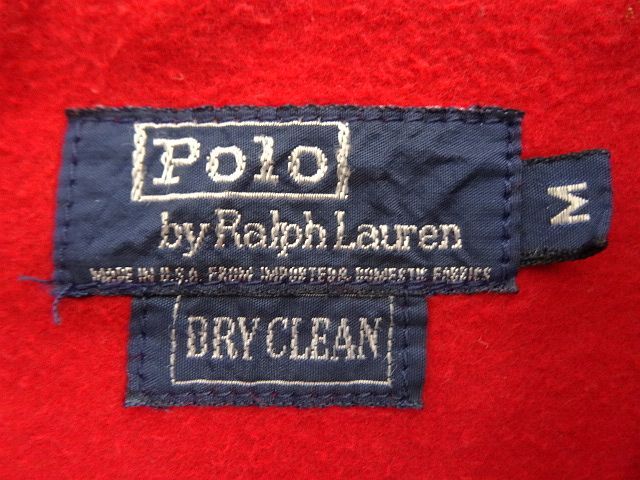 Polo
by Ralph Lauren
MADE IN U.S.A. FROM IMPORTED & DOMESTIC FABRICS
M
DRY CLEAN